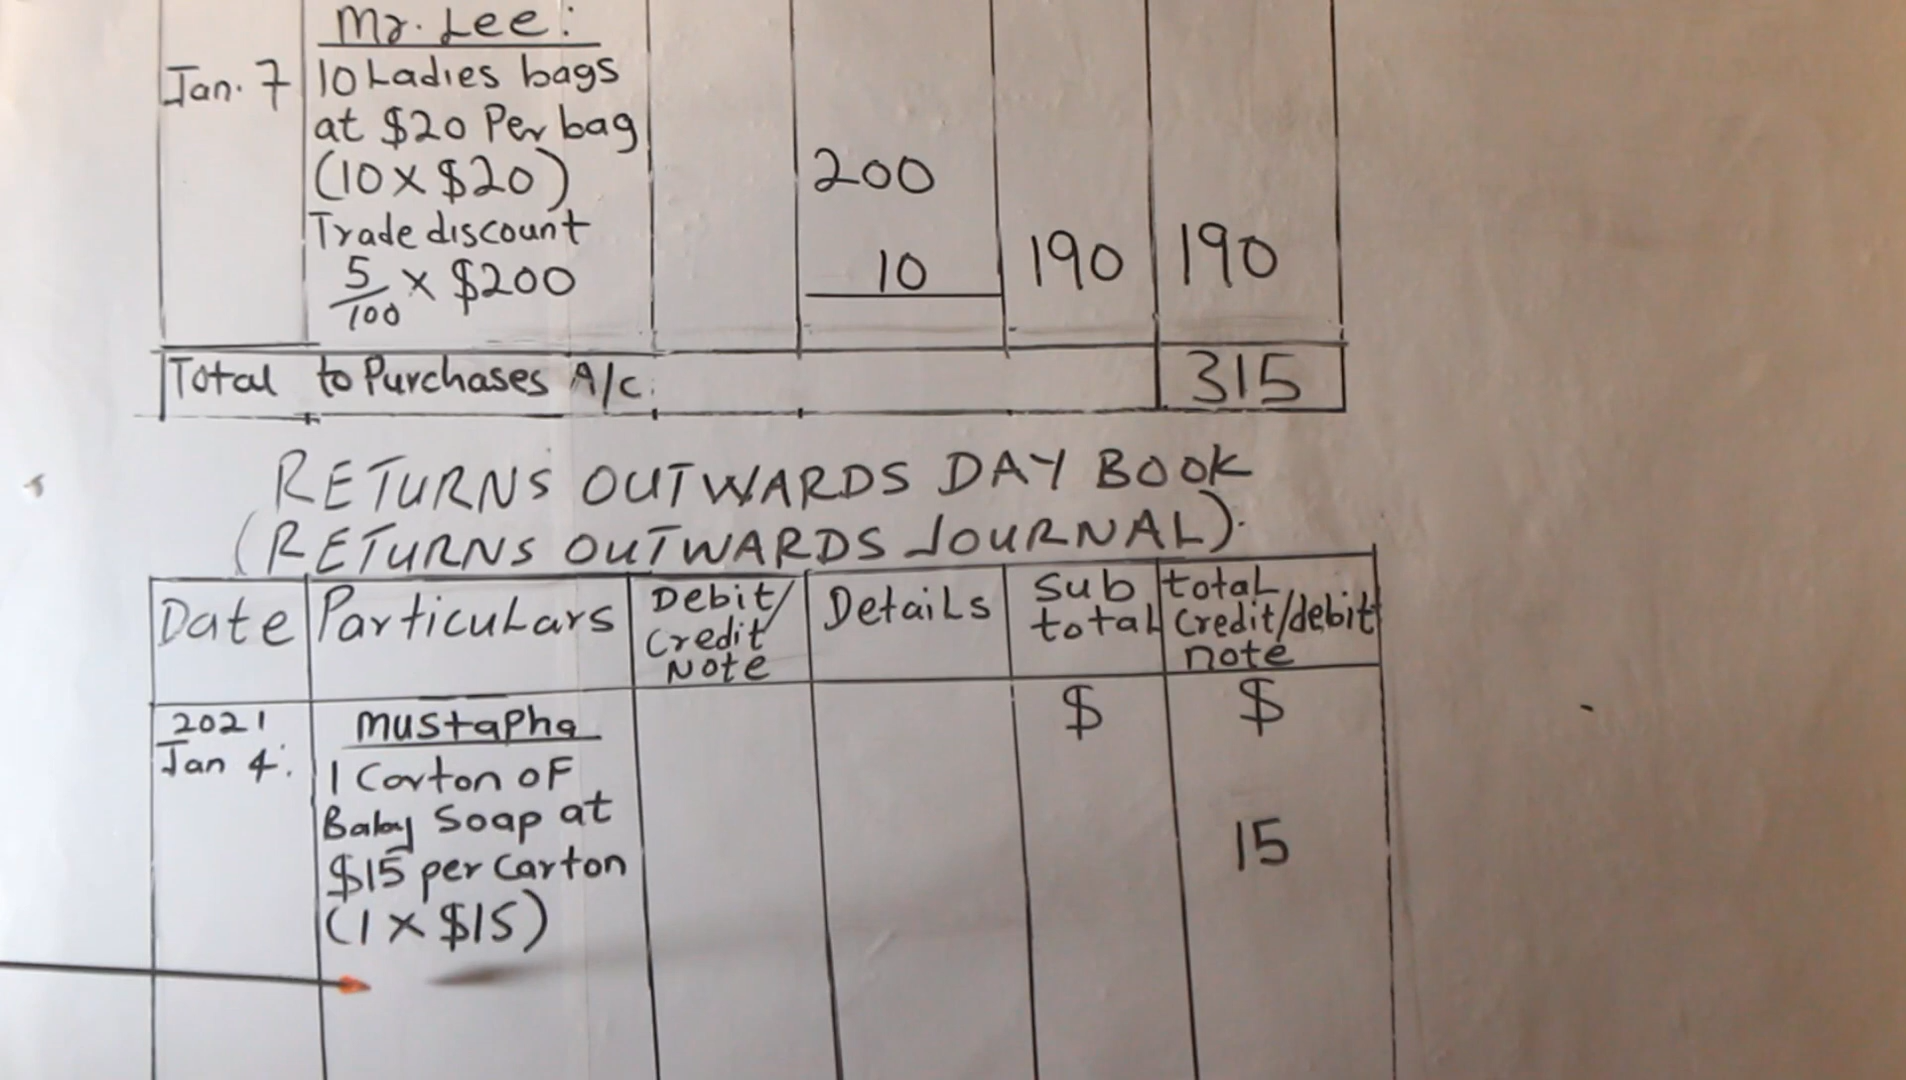 Mr. Lee:
Jan. 7 10 Ladies bags
at $20 Per bag
(10 x $20) 200
Trade discount
5/100 x $200 10 190 190
Total to Purchases A/c. 315
RETURNS OUTWARDS DAY BOOK
(RETURNS OUTWARDS JOURNAL).
Date Particulars Debit/Credit Note Details Sub total total credit/debit note
$ $
2021 Mustapha
Jan 4. 1 Carton of
Baby Soap at
$15 per carton 15
(1 x $15)